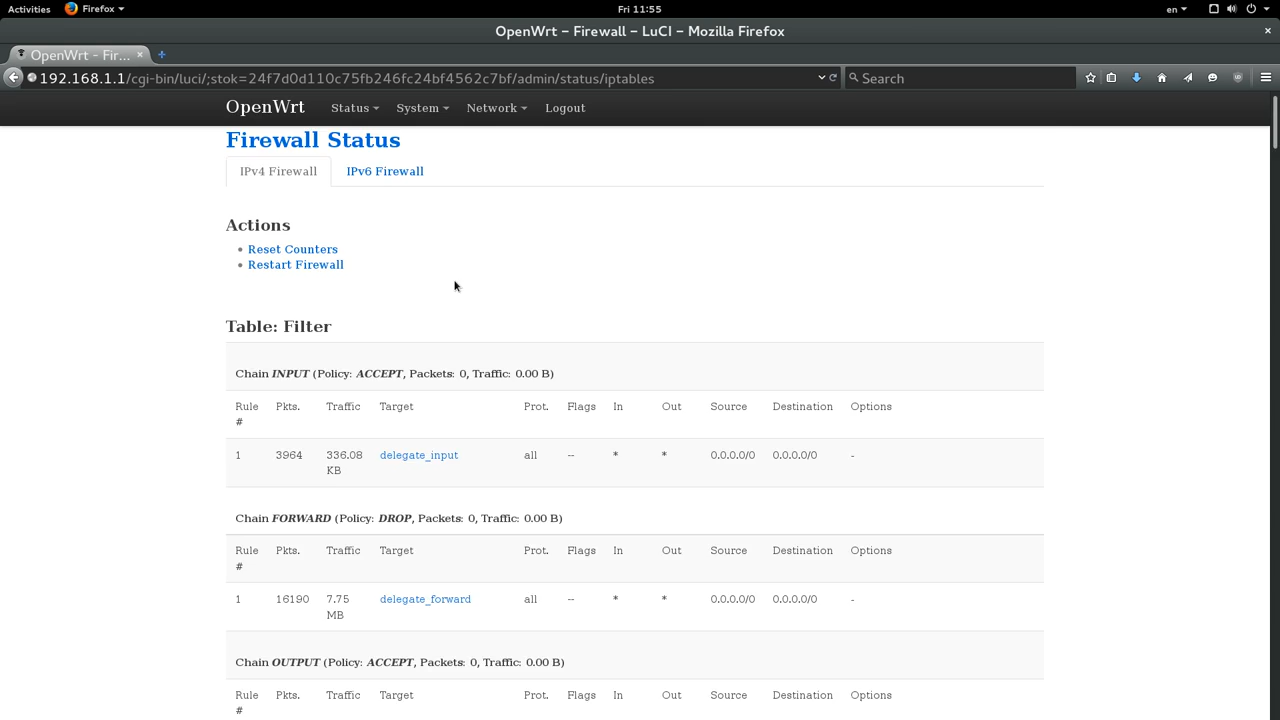 Activities Firefox Fri 11:55 en
OpenWrt – Firewall – LuCI – Mozilla Firefox ×
OpenWrt - Fir... × +
192.168.1.1/cgi-bin/luci/;stok=24f7d0d110c75fb246fc24bf4562c7bf/admin/status/iptables Search
OpenWrt Status System Network Logout
Firewall Status
IPv4 Firewall IPv6 Firewall
Actions
• Reset Counters
• Restart Firewall
Table: Filter
Chain INPUT (Policy: ACCEPT, Packets: 0, Traffic: 0.00 B)
Rule # Pkts. Traffic Target Prot. Flags In Out Source Destination Options
1 3964 336.08 KB delegate_input all -- * * 0.0.0.0/0 0.0.0.0/0 -
Chain FORWARD (Policy: DROP, Packets: 0, Traffic: 0.00 B)
Rule # Pkts. Traffic Target Prot. Flags In Out Source Destination Options
1 16190 7.75 MB delegate_forward all -- * * 0.0.0.0/0 0.0.0.0/0 -
Chain OUTPUT (Policy: ACCEPT, Packets: 0, Traffic: 0.00 B)
Rule # Pkts. Traffic Target Prot. Flags In Out Source Destination Options